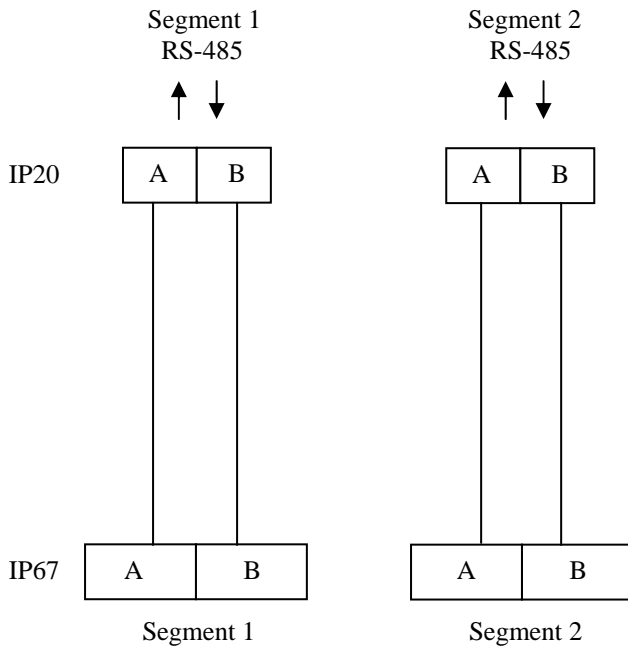 Segment 1
RS-485
Segment 2
RS-485
IP20
A B
A B
IP67
A B
A B
Segment 1
Segment 2